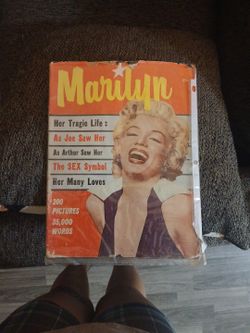 Marilyn
Her Tragic Life:
As Joe Saw Her
As Arthur Saw Her
The SEX Symbol
Her Many Loves
200
PICTURES
35,000
WORDS